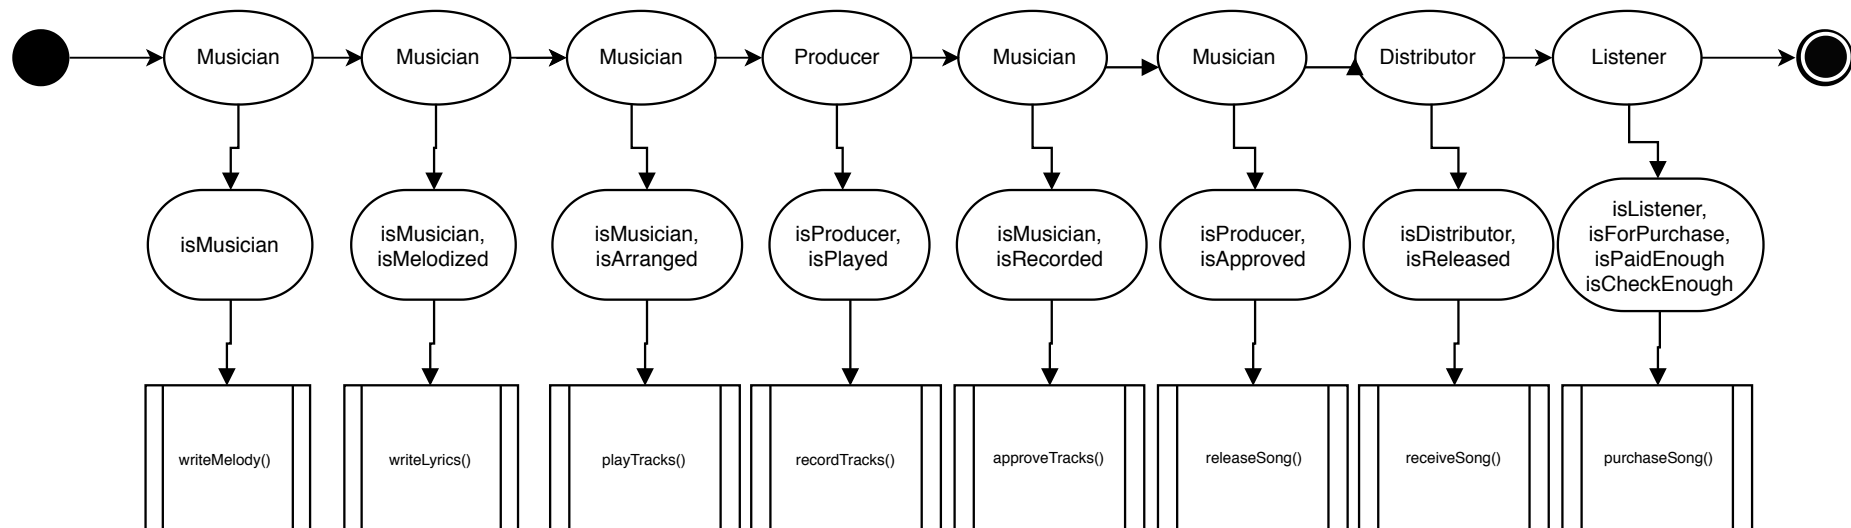 Musician
Musician
Musician
Producer
Musician
Musician
Distributor
Listener
isMusician
isMusician,
isMelodized
isMusician,
isArranged
isProducer,
isPlayed
isMusician,
isRecorded
isProducer,
isApproved
isDistributor,
isReleased
isListener,
isForPurchase,
isPaidEnough
isCheckEnough
writeMelody()
writeLyrics()
playTracks()
recordTracks()
approveTracks()
releaseSong()
receiveSong()
purchaseSong()